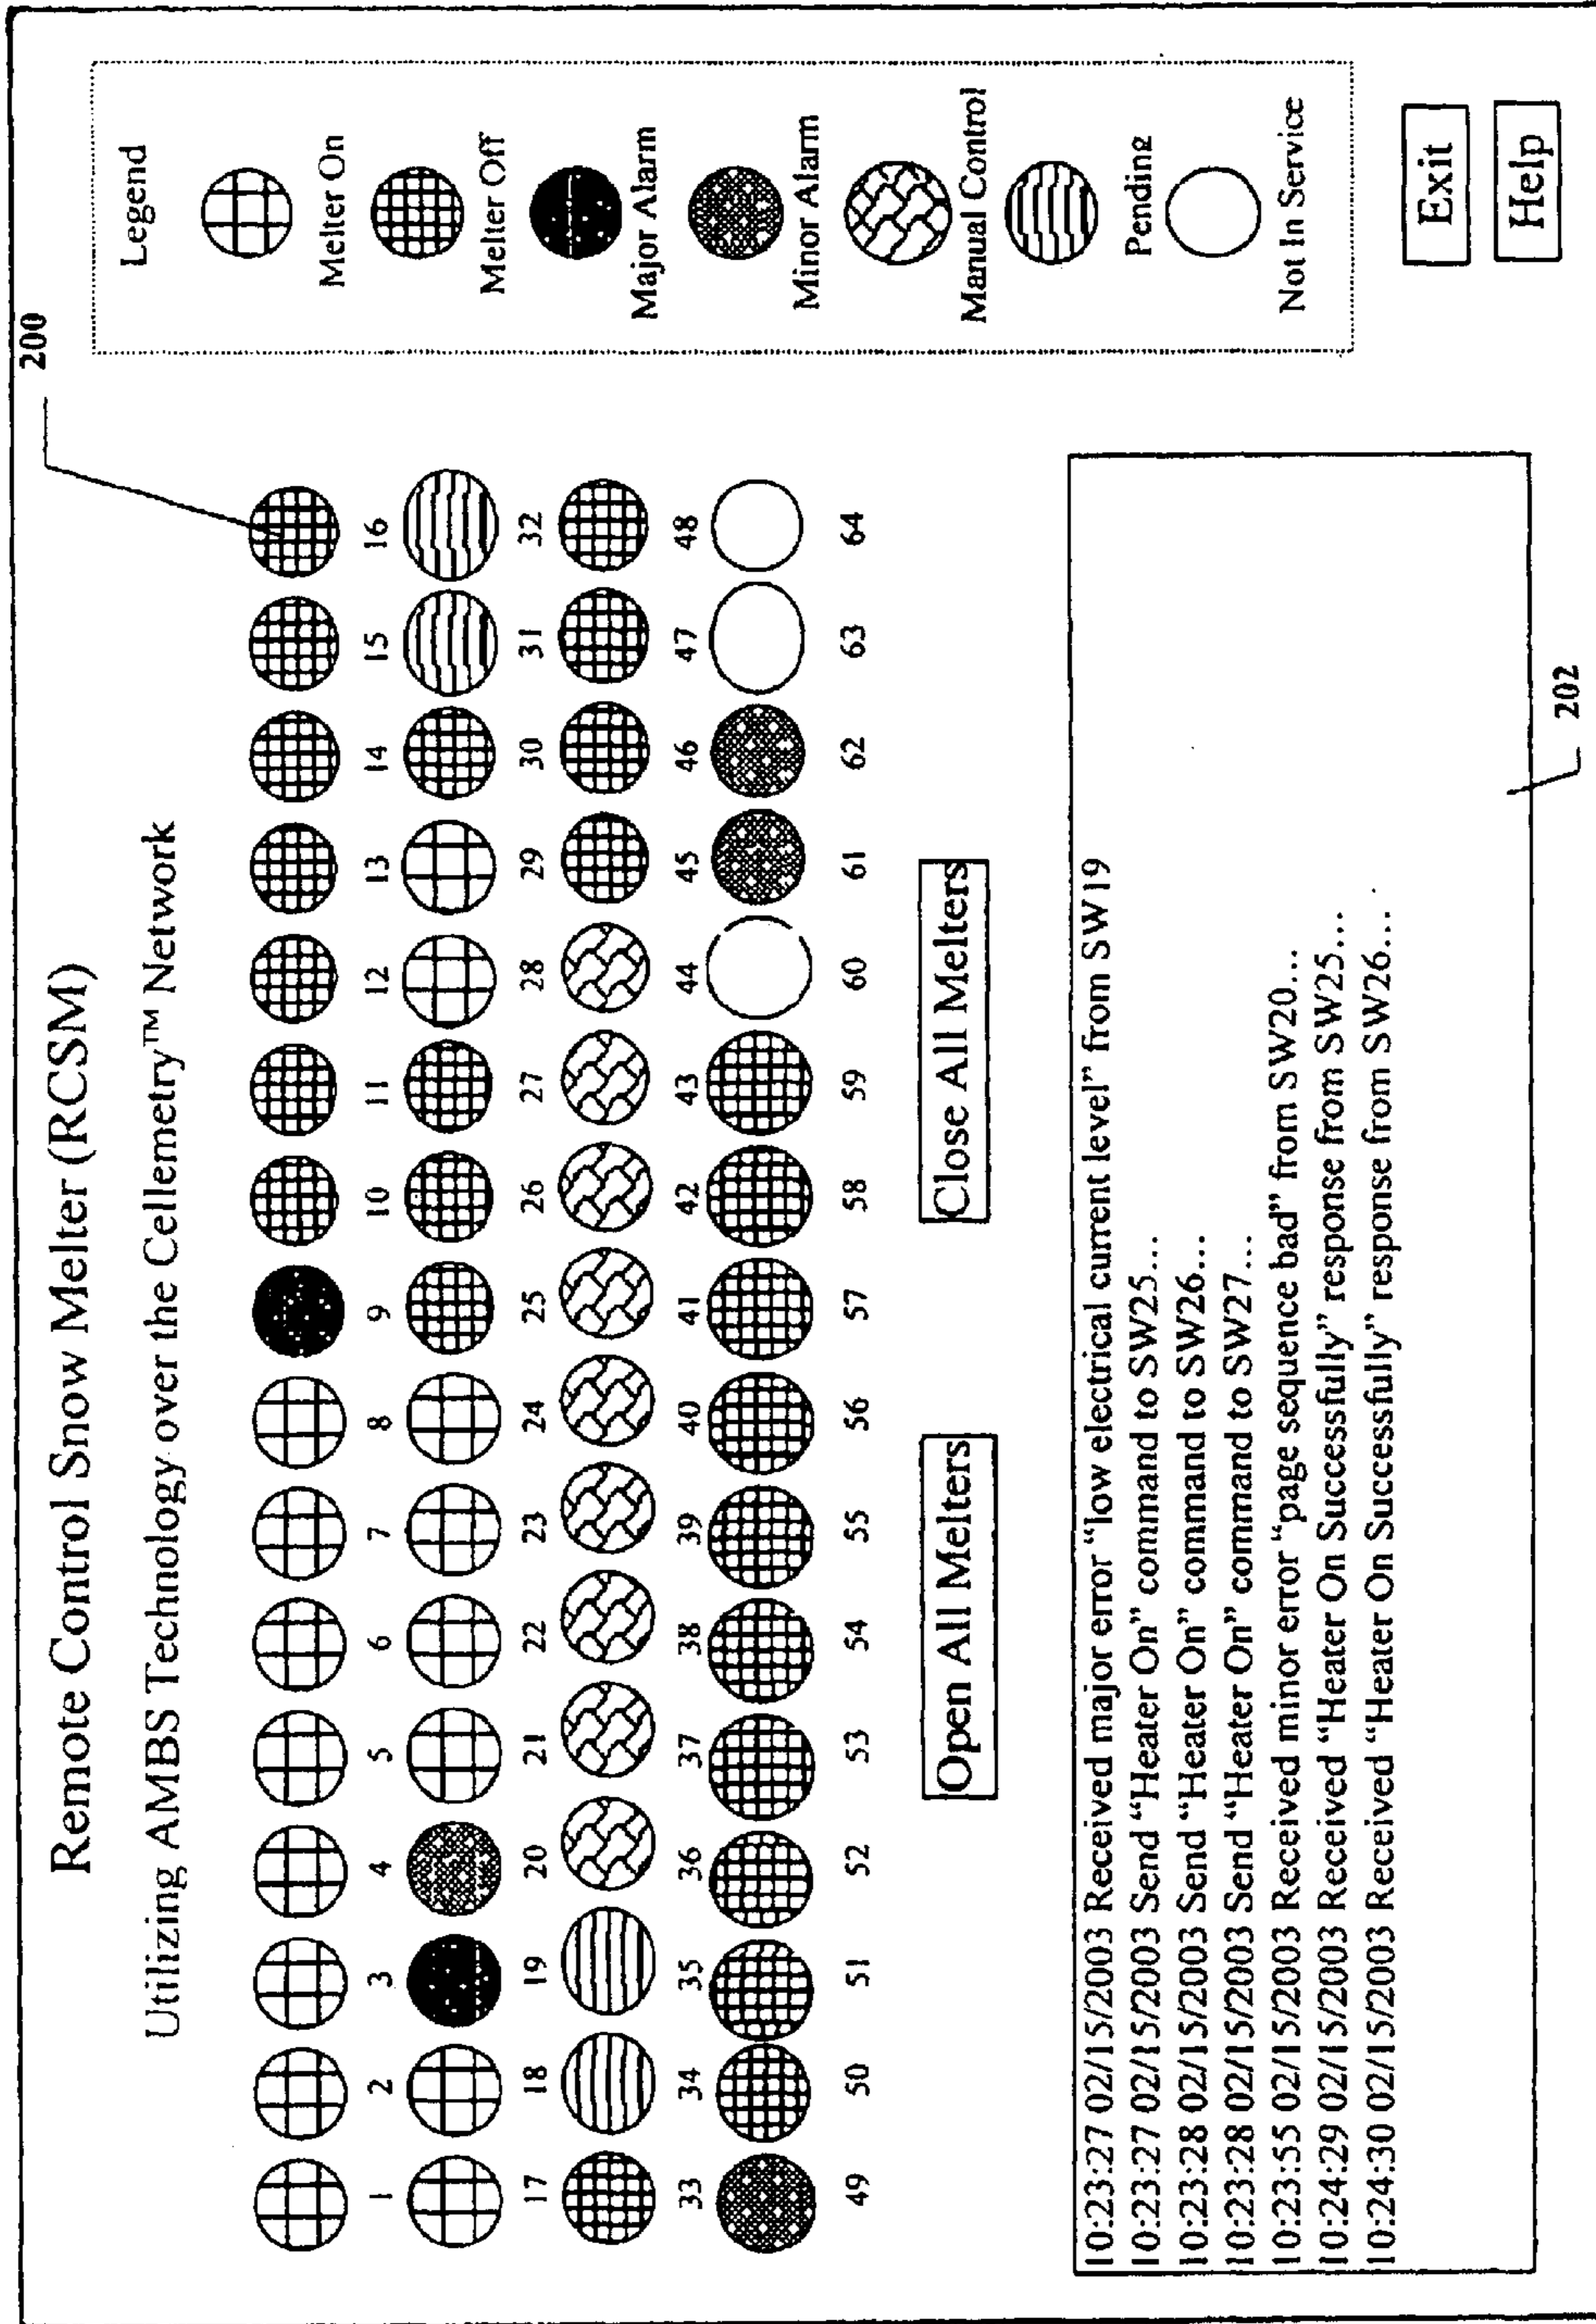 Remote Control Snow Melter (RCSM)
Utilizing AMBS Technology over the Cellemetry™ Network
200
1 2 3 4 5 6 7 8 9 10 11 12 13 14 15 16
17 18 19 20 21 22 23 24 25 26 27 28 29 30 31 32
33 34 35 36 37 38 39 40 41 42 43 44 45 46 47 48
49 50 51 52 53 54 55 56 57 58 59 60 61 62 63 64
Open All Melters
Close All Melters
10:23:27 02/15/2003 Received major error "low electrical current level" from SW19
10:23:27 02/15/2003 Send "Heater On" command to SW25...
10:23:28 02/15/2003 Send "Heater On" command to SW26...
10:23:28 02/15/2003 Send "Heater On" command to SW27...
10:23:55 02/15/2003 Received minor error "page sequence bad" from SW20...
10:24:29 02/15/2003 Received "Heater On Successfully" response from SW25...
10:24:30 02/15/2003 Received "Heater On Successfully" response from SW26...
202
Legend
Melter On
Melter Off
Major Alarm
Minor Alarm
Manual Control
Pending
Not In Service
Exit
Help